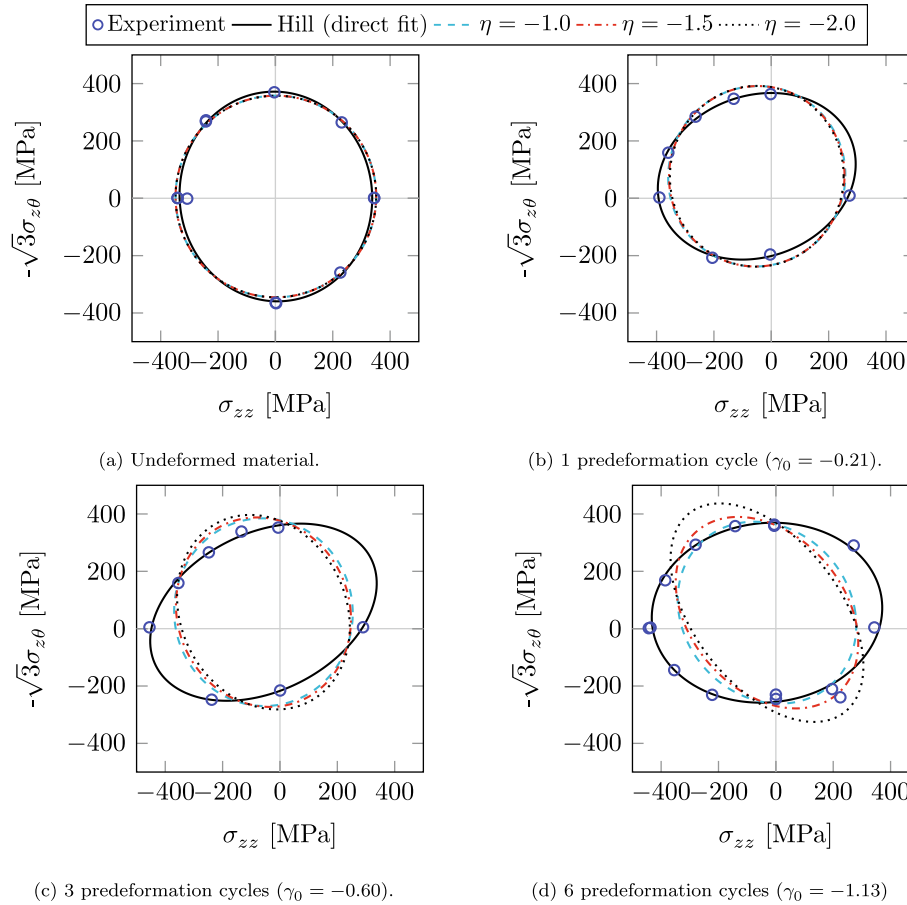 Experiment Hill (direct fit) η = −1.0 η = −1.5 η = −2.0
400
200
0
−200
−400
-√3σzθ [MPa]
−400 −200 0 200 400
σzz [MPa]
(a) Undeformed material.
400
200
0
−200
−400
-√3σzθ [MPa]
−400 −200 0 200 400
σzz [MPa]
(b) 1 predeformation cycle (γ0 = −0.21).
400
200
0
−200
−400
-√3σzθ [MPa]
−400 −200 0 200 400
σzz [MPa]
(c) 3 predeformation cycles (γ0 = −0.60).
400
200
0
−200
−400
-√3σzθ [MPa]
−400 −200 0 200 400
σzz [MPa]
(d) 6 predeformation cycles (γ0 = −1.13)